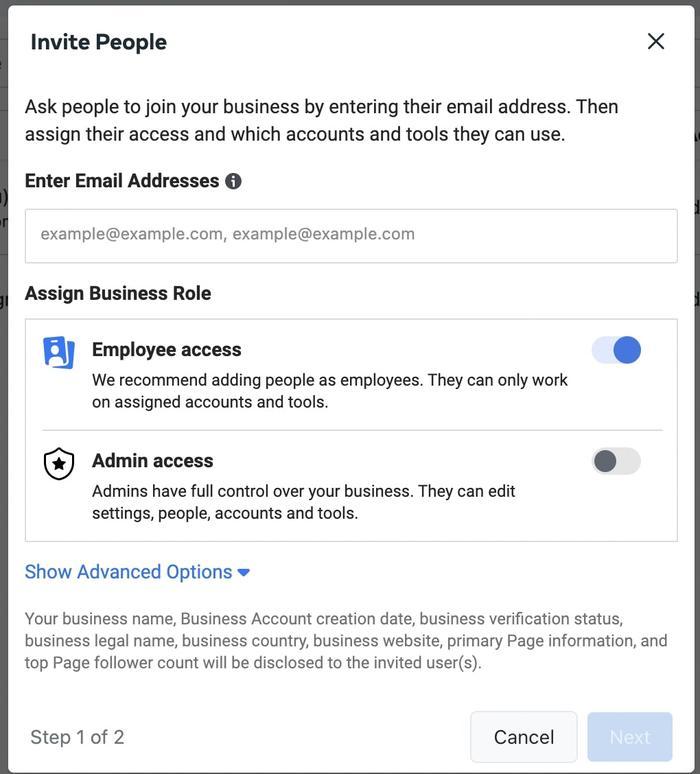 Invite People
Ask people to join your business by entering their email address. Then
assign their access and which accounts and tools they can use.
Enter Email Addresses
example@example.com, example@example.com
Assign Business Role
Employee access
We recommend adding people as employees. They can only work
on assigned accounts and tools.
Admin access
Admins have full control over your business. They can edit
settings, people, accounts and tools.
Show Advanced Options
Your business name, Business Account creation date, business verification status,
business legal name, business country, business website, primary Page information, and
top Page follower count will be disclosed to the invited user(s).
Step 1 of 2
Cancel
Next